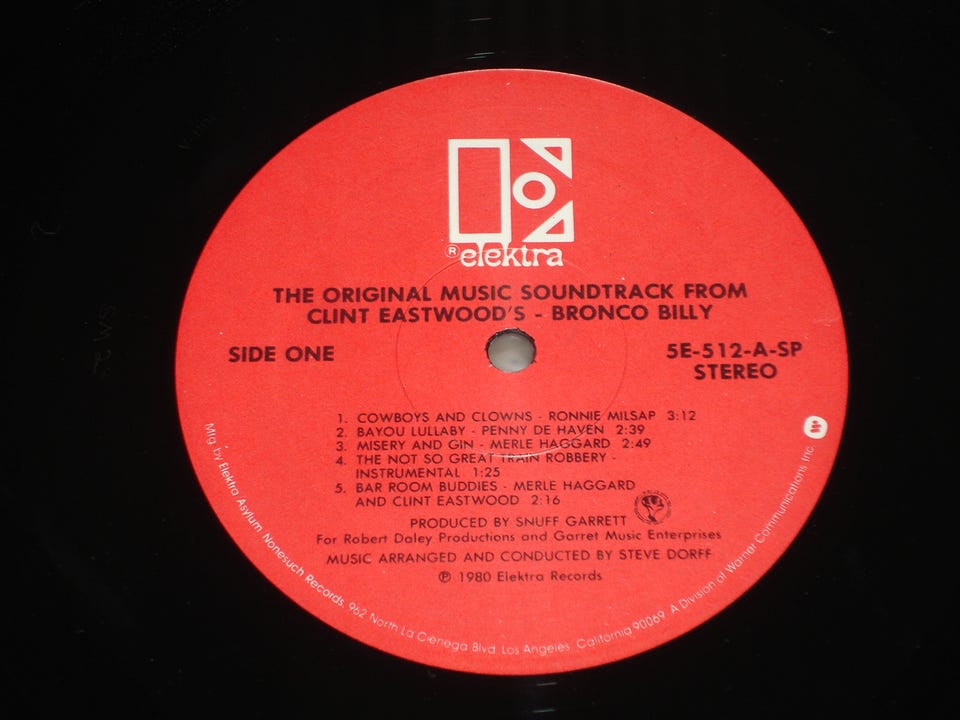 ® elektra
THE ORIGINAL MUSIC SOUNDTRACK FROM
CLINT EASTWOOD'S - BRONCO BILLY
SIDE ONE
5E-512-A-SP
STEREO
1. COWBOYS AND CLOWNS - RONNIE MILSAP 3:12
2. BAYOU LULLABY - PENNY DE HAVEN 2:39
3. MISERY AND GIN - MERLE HAGGARD 2:49
4. THE NOT SO GREAT TRAIN ROBBERY -
INSTRUMENTAL 1:25
5. BAR ROOM BUDDIES - MERLE HAGGARD
AND CLINT EASTWOOD 2:16
PRODUCED BY SNUFF GARRETT
For Robert Daley Productions and Garret Music Enterprises
MUSIC ARRANGED AND CONDUCTED BY STEVE DORFF
℗ 1980 Elektra Records
Mfg. by Elektra Asylum Nonesuch Records, 962 North La Cienega Blvd. Los Angeles, California 90069 A Division of Warner Communications Inc.